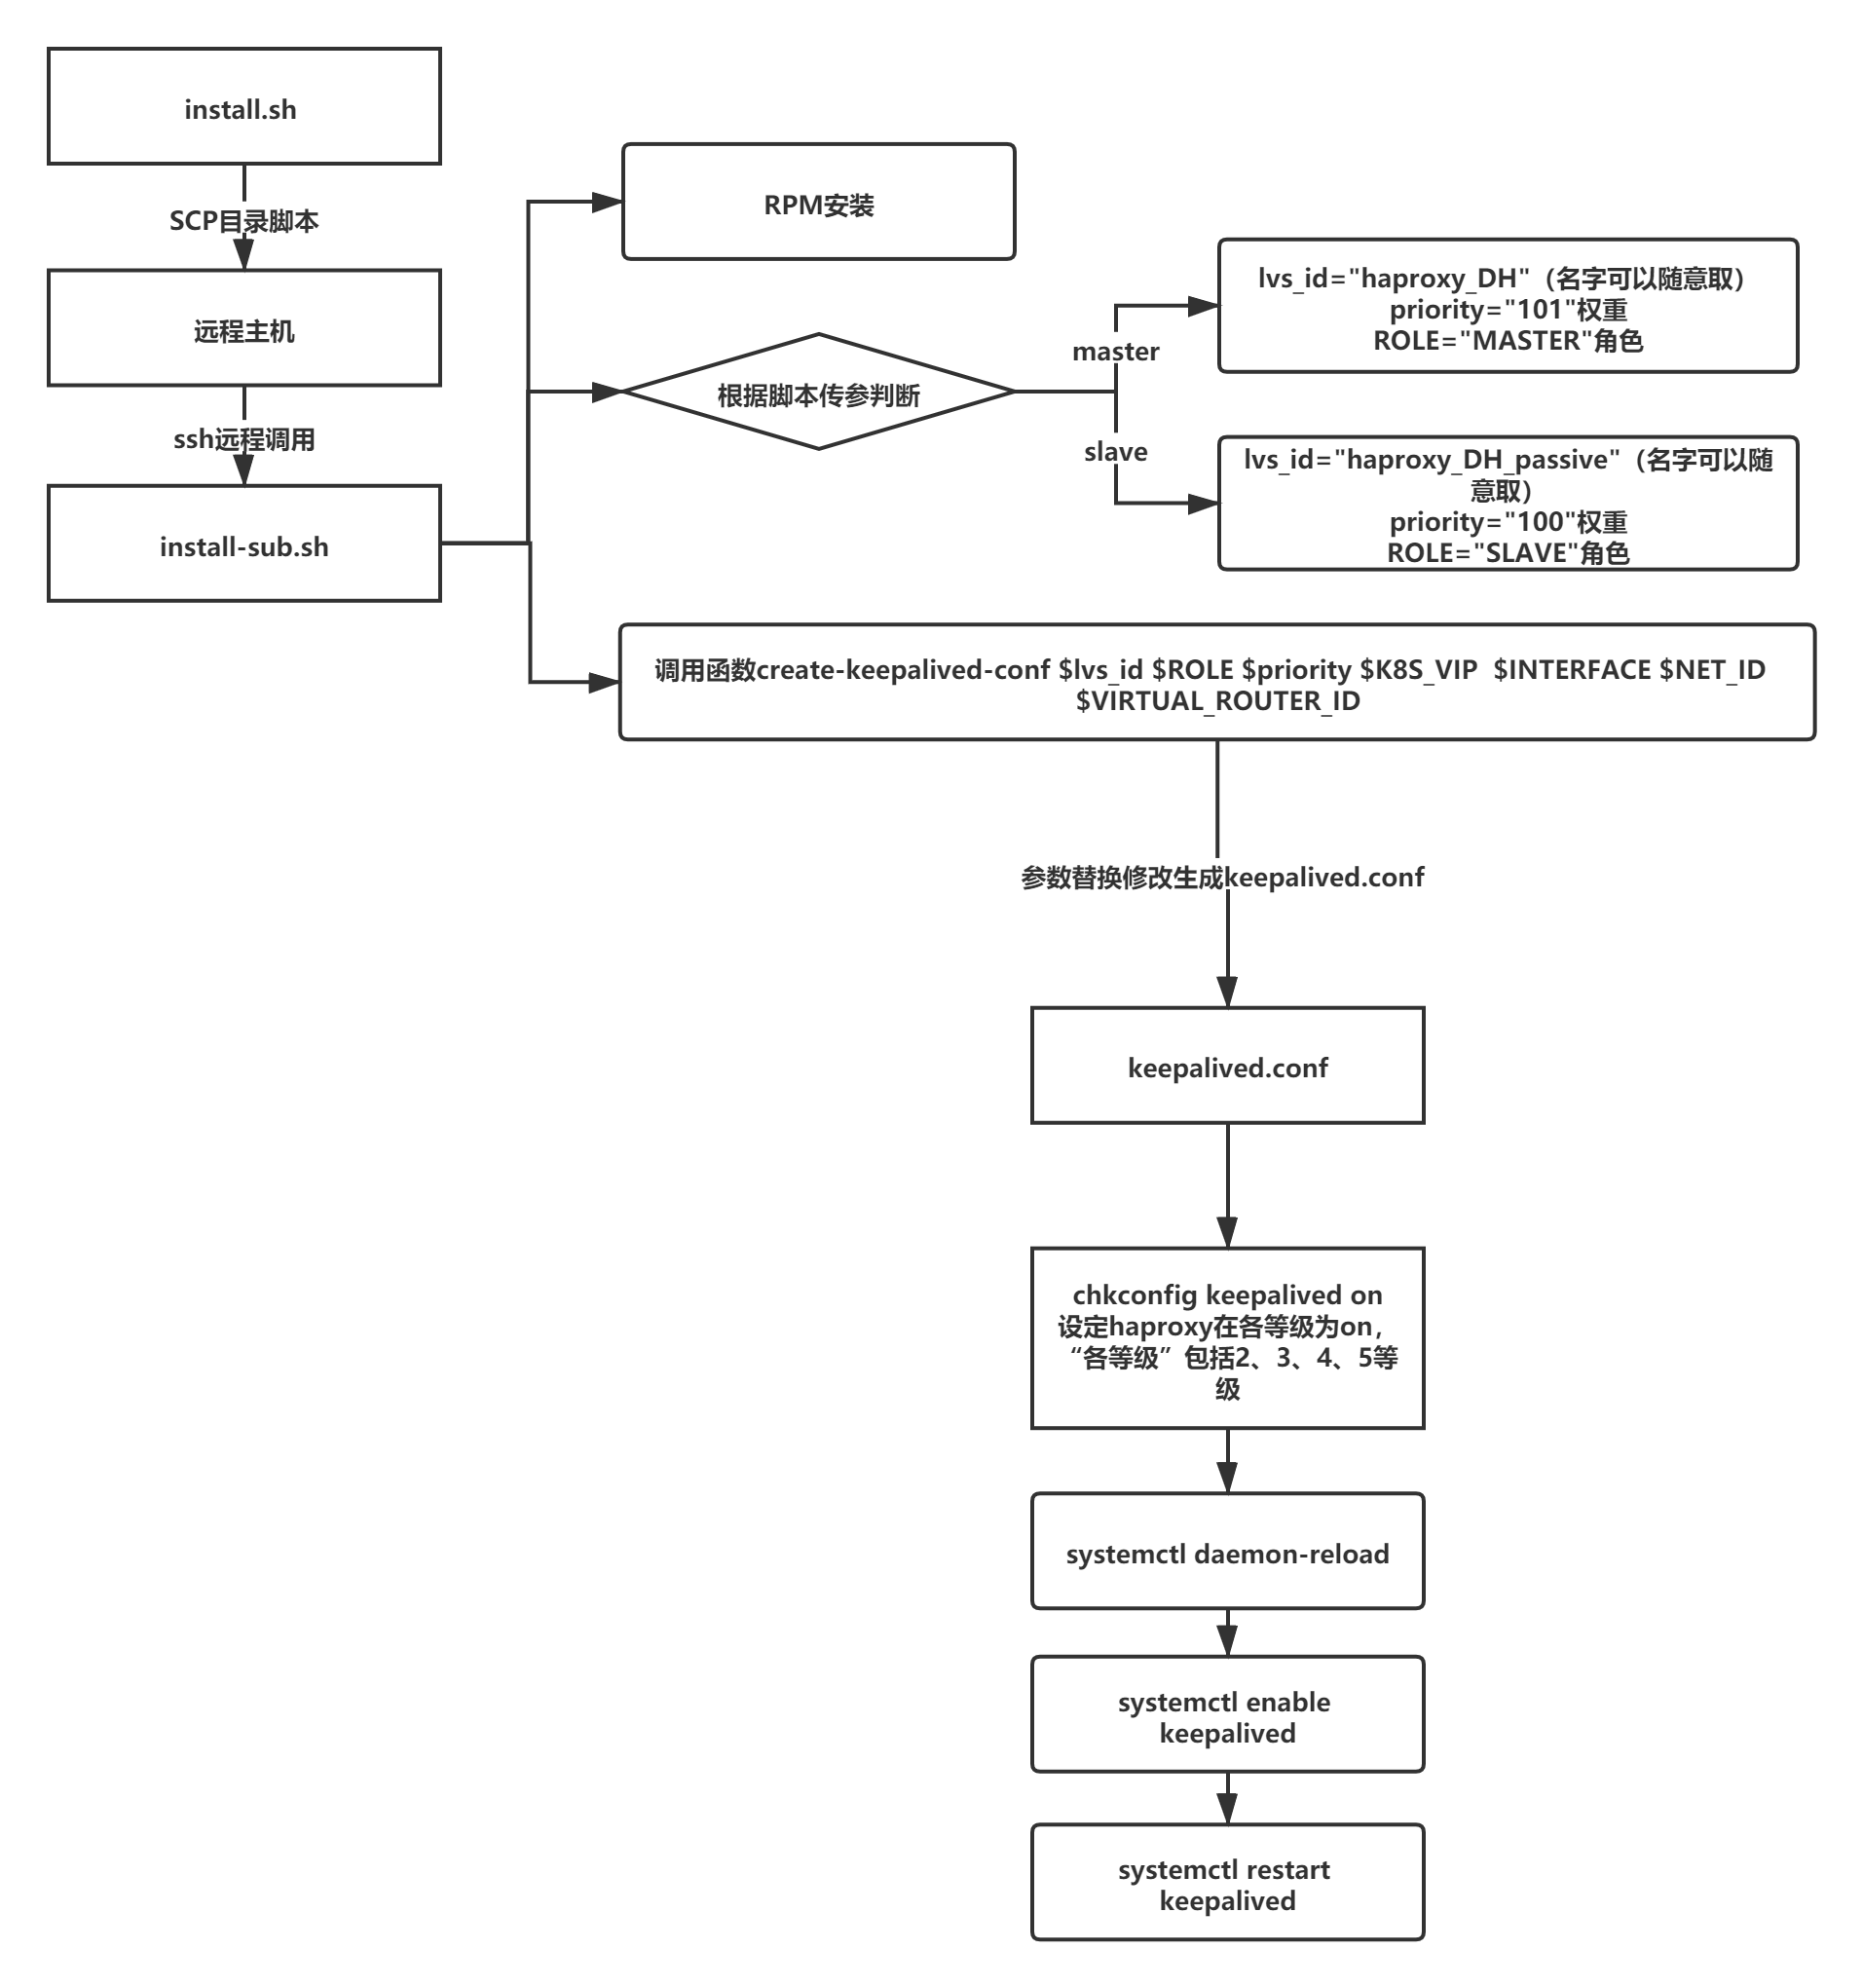 install.sh
SCP目录脚本
远程主机
ssh远程调用
install-sub.sh
RPM安装
根据脚本传参判断
master
slave
lvs_id="haproxy_DH"（名字可以随意取）
priority="101"权重
ROLE="MASTER"角色
lvs_id="haproxy_DH_passive"（名字可以随
意取）
priority="100"权重
ROLE="SLAVE"角色
调用函数create-keepalived-conf $lvs_id $ROLE $priority $K8S_VIP  $INTERFACE $NET_ID
$VIRTUAL_ROUTER_ID
参数替换修改生成keepalived.conf
keepalived.conf
chkconfig keepalived on
设定haproxy在各等级为on，
“各等级”包括2、3、4、5等
级
systemctl daemon-reload
systemctl enable
keepalived
systemctl restart
keepalived